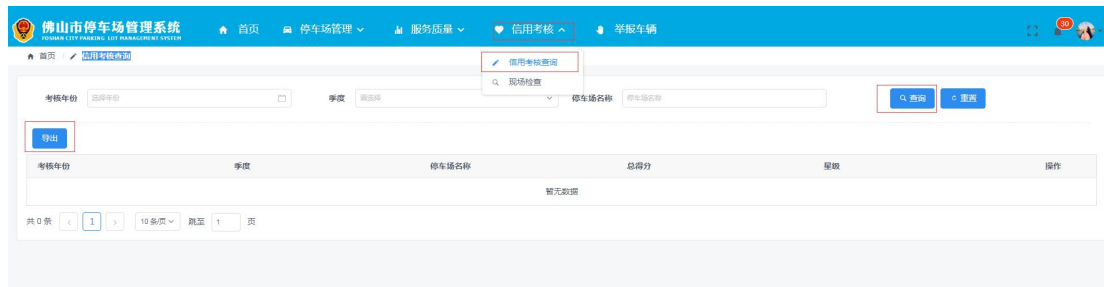 佛山市停车场管理系统 首页 停车场管理 服务质量 信用考核 举报车辆 30
FOSHAN CITY PARKING LOT MANAGEMENT SYSTEM
首页 / 信用考核查询
信用考核查询
现场检查
考核年份 选择年份 季度 请选择 停车场名称 停车场名称 查询 重置
导出
考核年份 季度 停车场名称 总得分 星级 操作
暂无数据
共 0 条 < 1 > 10 条/页 跳至 1 页